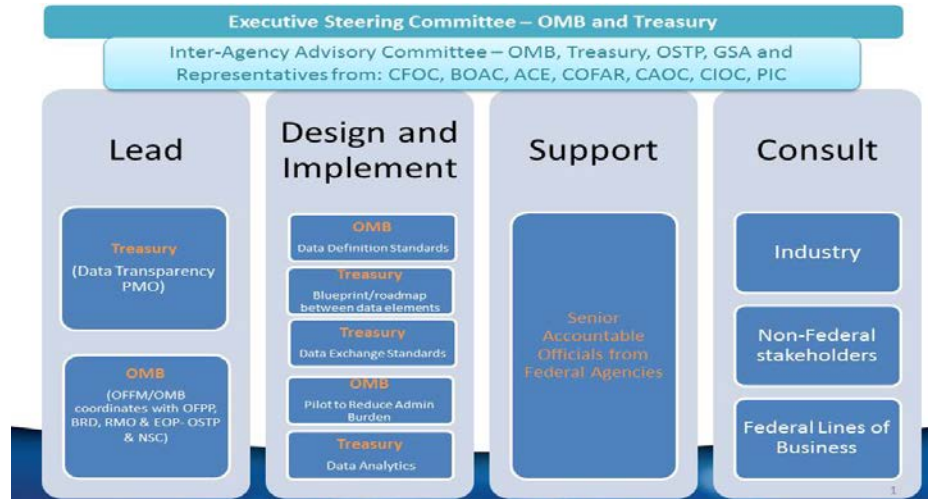 Executive Steering Committee – OMB and Treasury
Inter-Agency Advisory Committee – OMB, Treasury, OSTP, GSA and
Representatives from: CFOC, BOAC, ACE, COFAR, CAOC, CIOC, PIC
Lead
Treasury
(Data Transparency
PMO)
OMB
(OFFM/OMB
coordinates with OFPP,
BRD, RMO & EOP- OSTP
& NSC)
Design and
Implement
OMB
Data Definition Standards
Treasury
Blueprint/roadmap
between data elements
Treasury
Data Exchange Standards
OMB
Pilot to Reduce Admin
Burden
Treasury
Data Analytics
Support
Senior
Accountable
Officials from
Federal Agencies
Consult
Industry
Non-Federal
stakeholders
Federal Lines of
Business
1